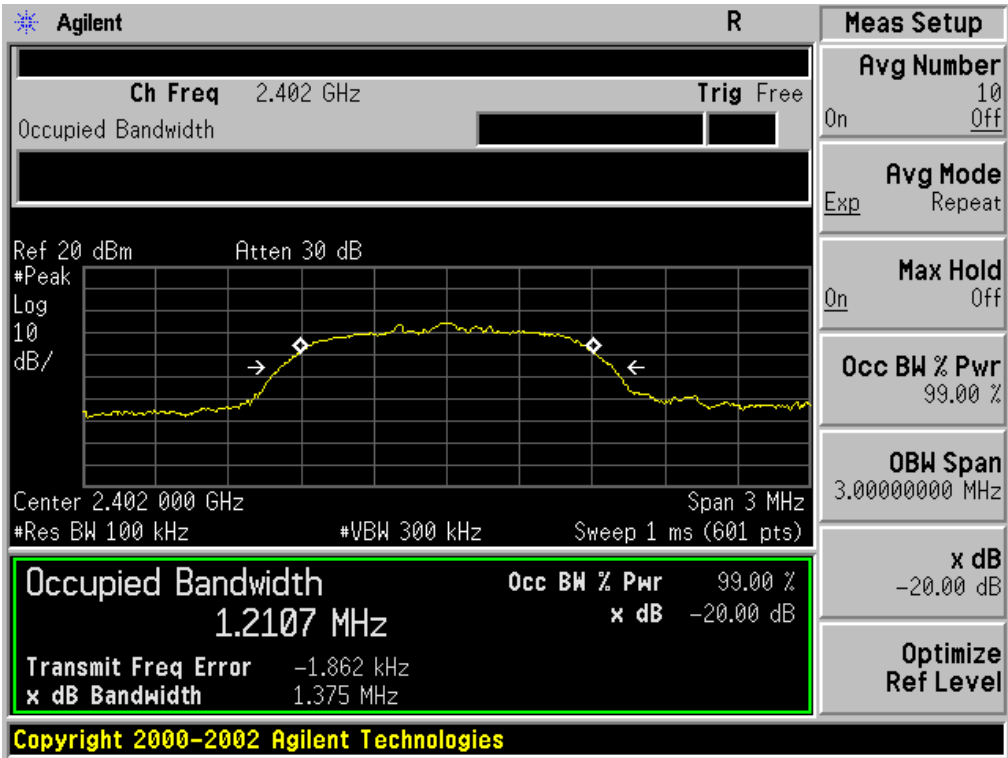 Agilent R
Ch Freq 2.402 GHz Trig Free
Occupied Bandwidth
Ref 20 dBm Atten 30 dB
#Peak
Log
10
dB/
Center 2.402 000 GHz Span 3 MHz
#Res BW 100 kHz #VBW 300 kHz Sweep 1 ms (601 pts)
Occupied Bandwidth Occ BW % Pwr 99.00 %
1.2107 MHz x dB -20.00 dB
Transmit Freq Error -1.862 kHz
x dB Bandwidth 1.375 MHz
Copyright 2000-2002 Agilent Technologies
Meas Setup
Avg Number
10
On Off
Avg Mode
Exp Repeat
Max Hold
On Off
Occ BW % Pwr
99.00 %
OBW Span
3.00000000 MHz
x dB
-20.00 dB
Optimize
Ref Level